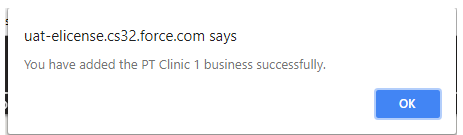 uat-elicense.cs32.force.com says
You have added the PT Clinic 1 business successfully.
OK